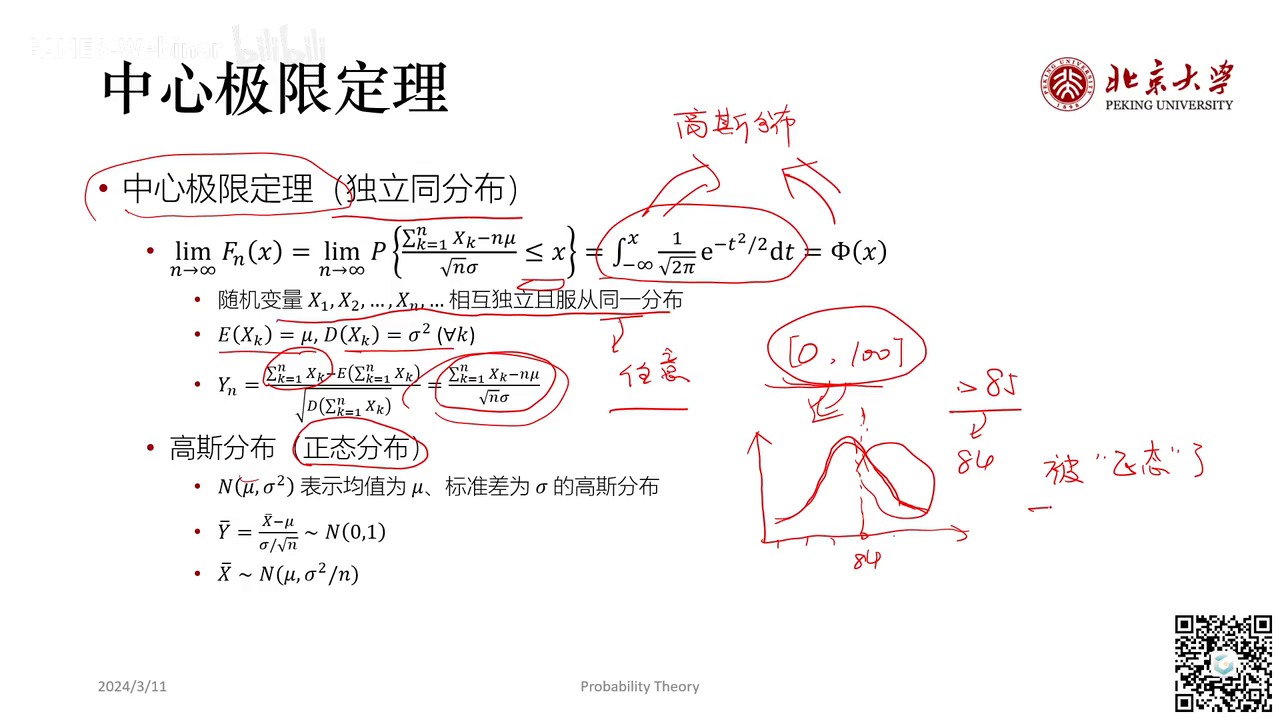 bilibili
中心极限定理
北京大学
PEKING UNIVERSITY
高斯分布
• 中心极限定理（独立同分布）
• lim_{n→∞} F_n(x) = lim_{n→∞} P{(∑_{k=1}^{n} X_k − nμ)/(√n σ) ≤ x} = ∫_{−∞}^{x} 1/√(2π) e^{−t²/2} dt = Φ(x)
• 随机变量 X₁, X₂, …, Xₙ, … 相互独立且服从同一分布
• E(X_k) = μ, D(X_k) = σ² (∀k)
任意
[0, 100]
• Y_n = (∑_{k=1}^{n} X_k − E(∑_{k=1}^{n} X_k))/√(D(∑_{k=1}^{n} X_k)) = (∑_{k=1}^{n} X_k − nμ)/(√n σ)
85
84
• 高斯分布（正态分布）
被“正态”了
• N(μ, σ²) 表示均值为 μ、标准差为 σ 的高斯分布
• Ȳ = (X̄ − μ)/(σ/√n) ~ N(0,1)
84
• X̄ ~ N(μ, σ²/n)
2024/3/11
Probability Theory